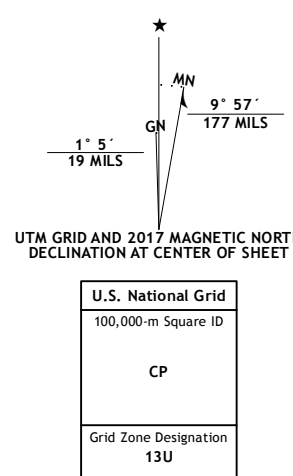 ★
MN
GN
9° 57´
177 MILS
1° 5´
19 MILS
UTM GRID AND 2017 MAGNETIC NORT
DECLINATION AT CENTER OF SHEET
U.S. National Grid
100,000-m Square ID
CP
Grid Zone Designation
13U